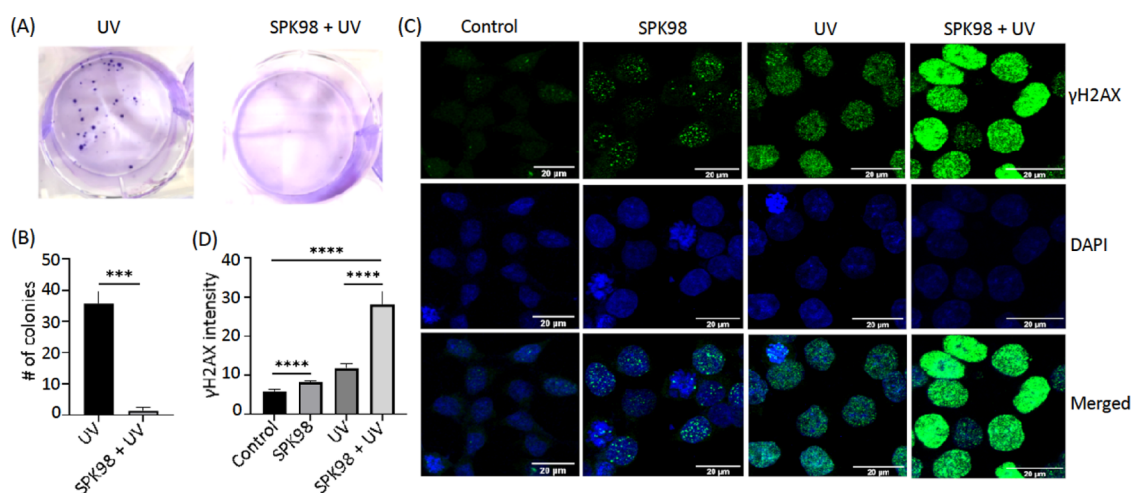 (A)
UV
SPK98 + UV
(B)
# of colonies
50
40
30
20
10
0
***
UV
SPK98 + UV
(D)
γH2AX intensity
40
30
20
10
0
****
****
****
Control
SPK98
UV
SPK98 + UV
(C)
Control
SPK98
UV
SPK98 + UV
γH2AX
20 μm
20 μm
20 μm
20 μm
DAPI
20 μm
20 μm
20 μm
20 μm
Merged
20 μm
20 μm
20 μm
20 μm